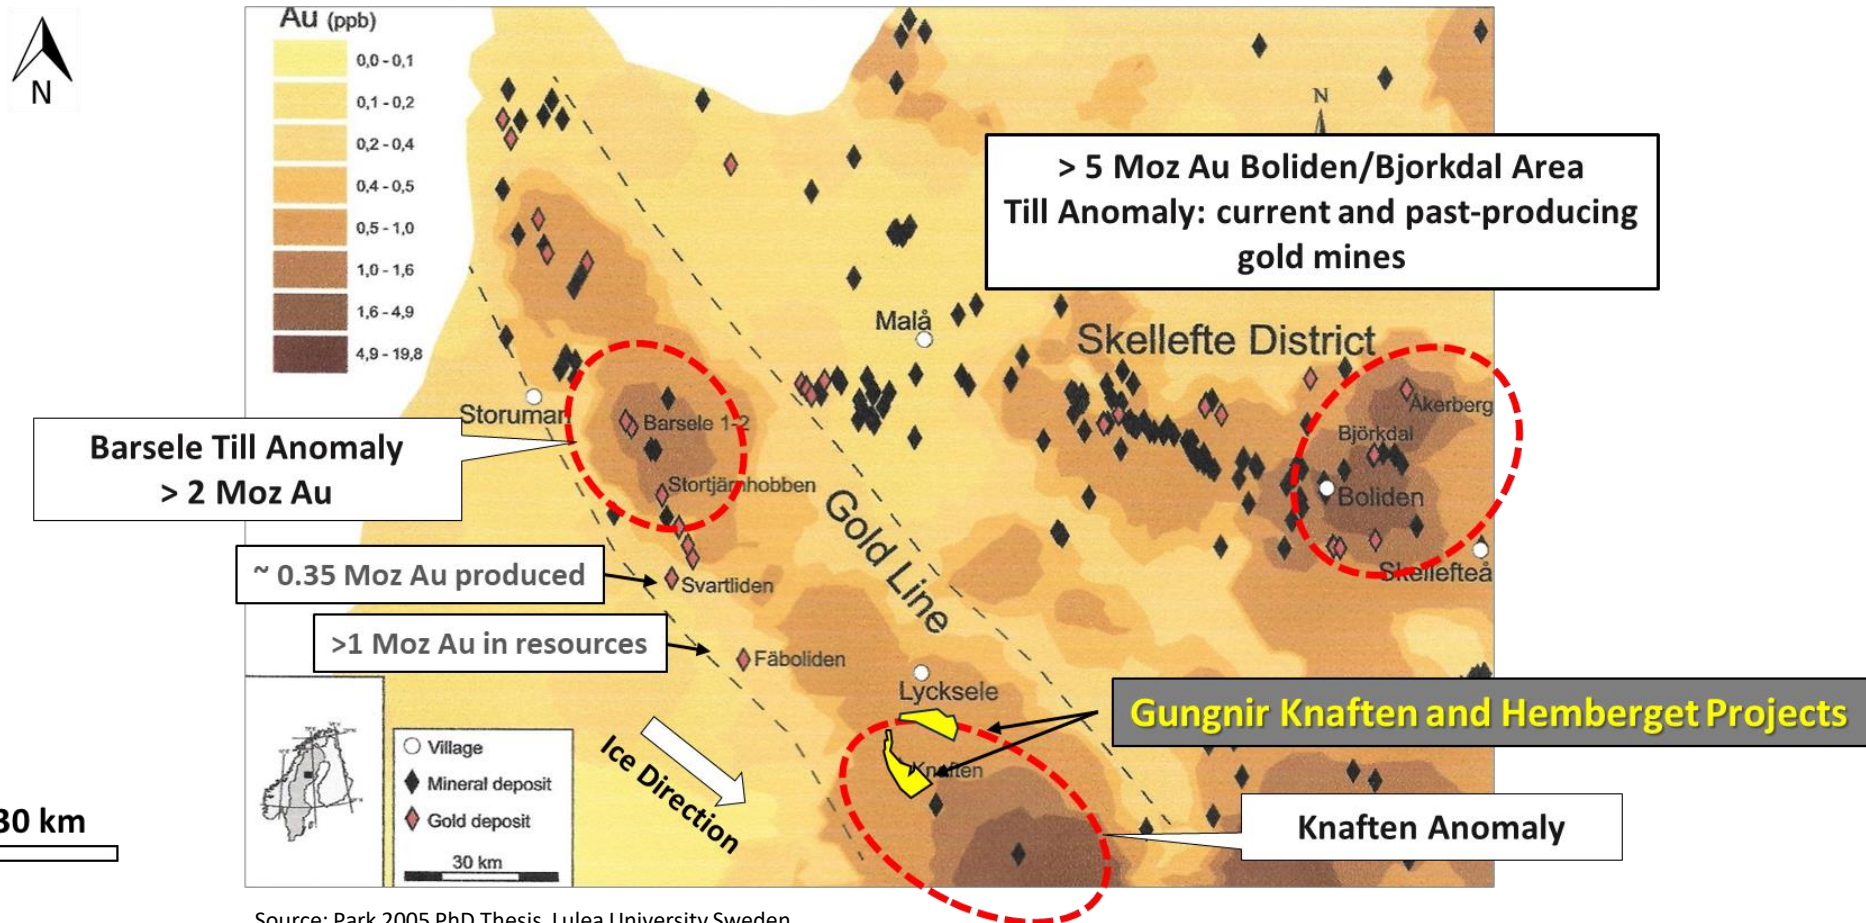 N
Au (ppb)
0,0 - 0,1
0,1 - 0,2
0,2 - 0,4
0,4 - 0,5
0,5 - 1,0
1,0 - 1,6
1,6 - 4,9
4,9 - 19,8
N
> 5 Moz Au Boliden/Bjorkdal Area
Till Anomaly: current and past-producing
gold mines
Malå
Skellefte District
Storuman
Barsele 1-2
Åkerberg
Björkdal
Barsele Till Anomaly
> 2 Moz Au
Stortjärnhobben
Boliden
Gold Line
~ 0.35 Moz Au produced
Svartliden
Skellefteå
>1 Moz Au in resources
Fäboliden
Lycksele
Gungnir Knaften and Hemberget Projects
Knaften
Ice Direction
Village
Mineral deposit
Gold deposit
30 km
30 km
Knaften Anomaly
Source: Park 2005 PhD Thesis, Lulea University Sweden